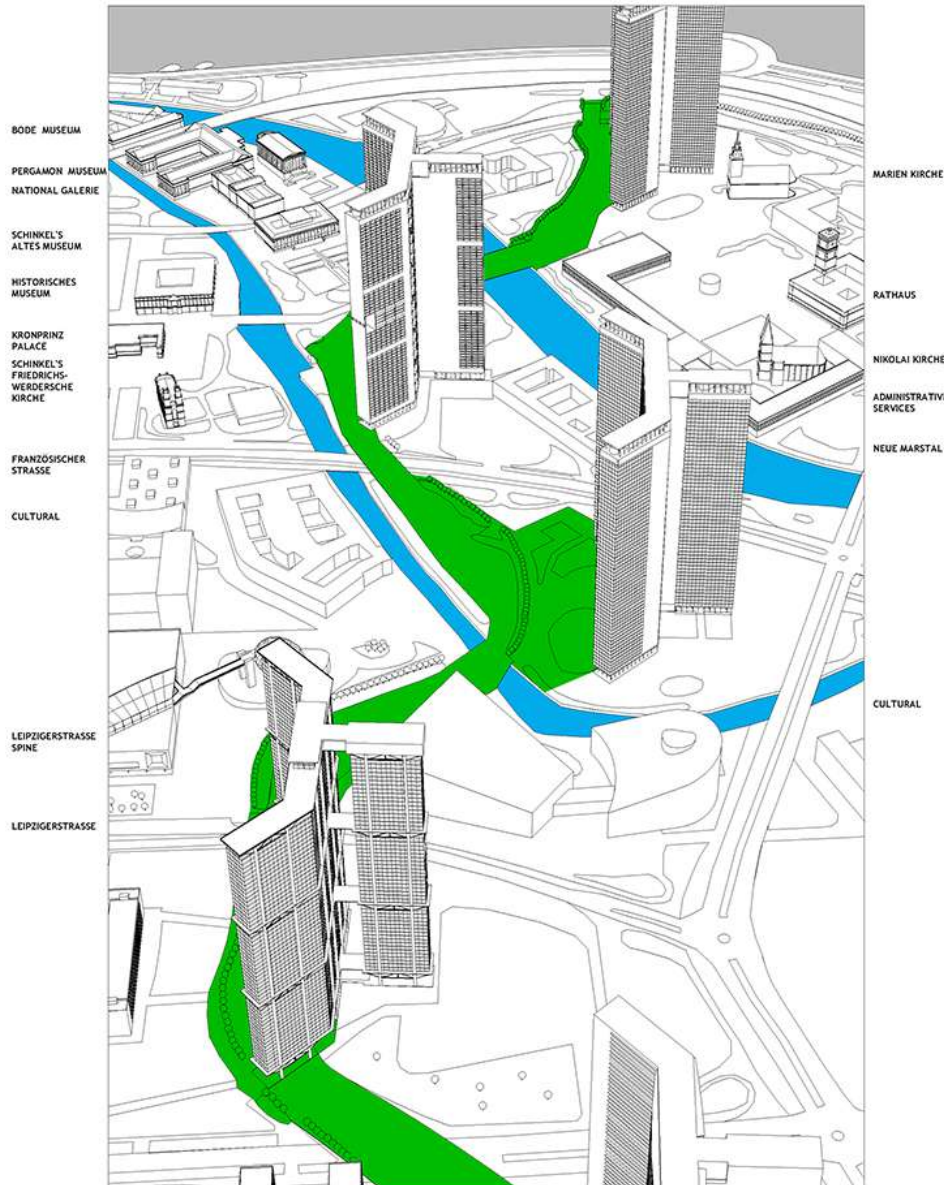 BODE MUSEUM
PERGAMON MUSEUM
NATIONAL GALERIE
SCHINKEL'S
ALTES MUSEUM
HISTORISCHES
MUSEUM
KRONPRINZ
PALACE
SCHINKEL'S
FRIEDRICHS-
WERDERSCHE
KIRCHE
FRANZÖSISCHER
STRASSE
CULTURAL
LEIPZIGERSTRASSE
SPINE
LEIPZIGERSTRASSE
MARIEN KIRCHE
RATHAUS
NIKOLAI KIRCHE
ADMINISTRATIVE
SERVICES
NEUE MARSTAL
CULTURAL